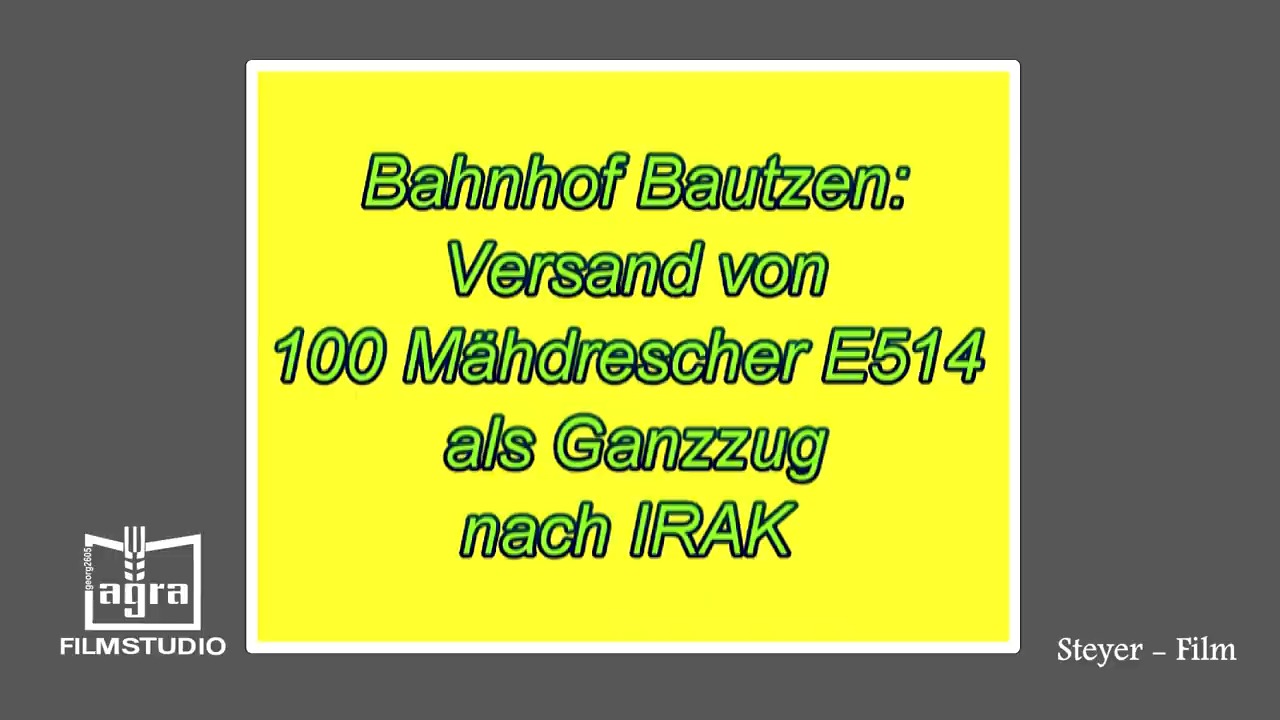 Bahnhof Bautzen:
Versand von
100 Mähdrescher E514
als Ganzzug
nach IRAK
georg2605
agra
FILMSTUDIO
Steyer – Film